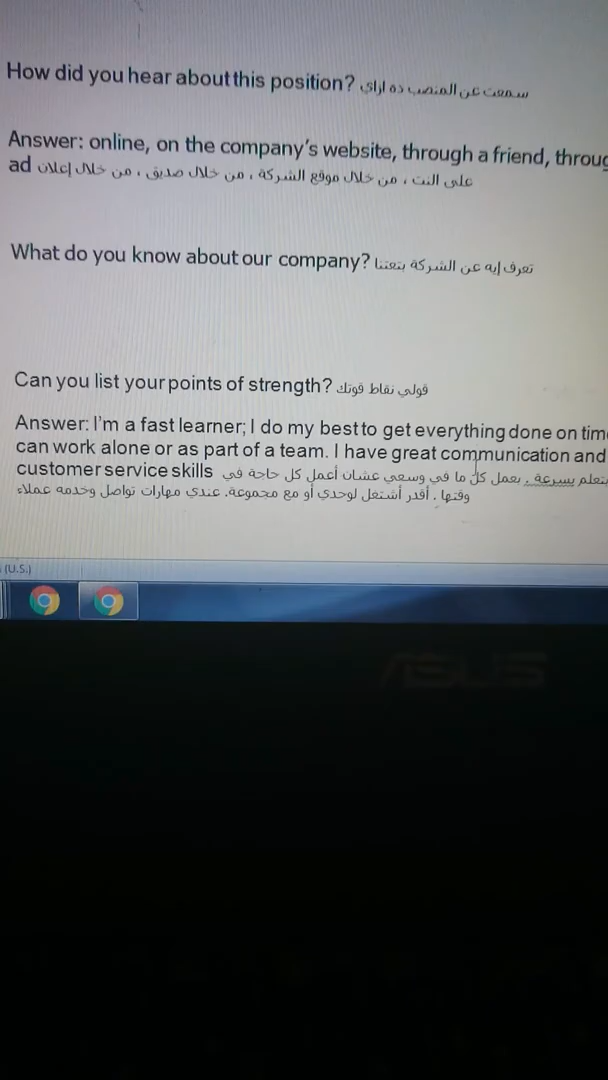 How did you hear about this position? سمعت عن المنصب ده ازاي
Answer: online, on the company's website, through a friend, throug
ad على النت ، من خلال موقع الشركة ، من خلال صديق ، من خلال إعلان
What do you know about our company? تعرف إيه عن الشركة بتعتنا
Can you list your points of strength? قولي نقاط قوتك
Answer: I'm a fast learner; I do my best to get everything done on tim
can work alone or as part of a team. I have great communication and
customer service skills بتعلم بسرعة . بعمل كل ما في وسعي عشان أعمل كل حاجة في
وقتها . أقدر أشتغل لوحدي أو مع مجموعة. عندي مهارات تواصل وخدمه عملاء
(U.S.)
ASUS